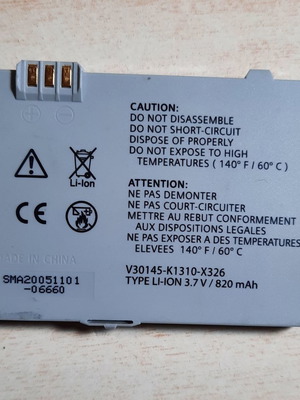 CAUTION:
DO NOT DISASSEMBLE
DO NOT SHORT-CIRCUIT
DISPOSE OF PROPERLY
DO NOT EXPOSE TO HIGH
TEMPERATURES ( 140°F / 60°C )
Li-Ion
ATTENTION:
NE PAS DEMONTER
NE PAS COURT-CIRCUITER
METTRE AU REBUT CONFORMEMENT
AUX DISPOSITIONS LEGALES
NE PAS EXPOSER A DES TEMPERATURES
ELEVEES 140°F / 60°C
CE
MADE IN CHINA
SMA20051101
-06660
V30145-K1310-X326
TYPE LI-ION 3.7 V / 820 mAh